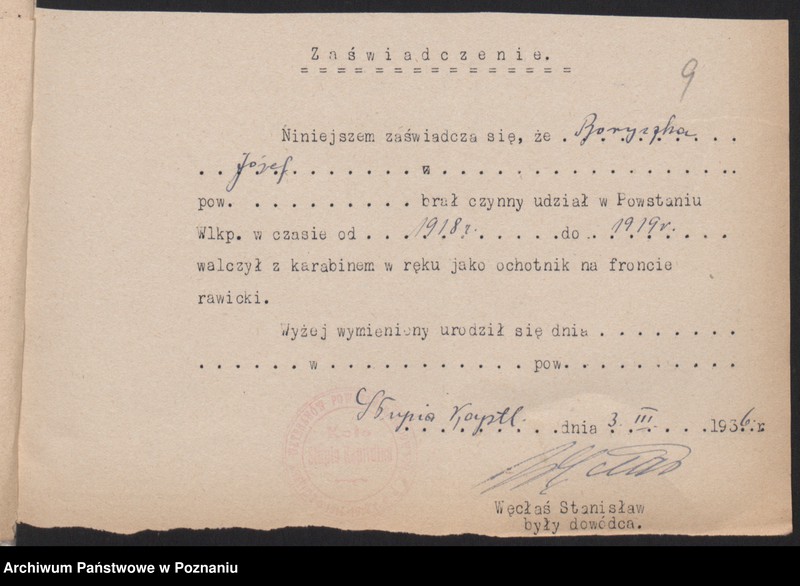 Zaświadczenie.
= = = = = = = = = = = = = = =
9
Niniejszem zaświadcza się, że . Boryszka . .
. . Józef . . . . . . . . z . . . . . . . . . . . . . . . . . .
pow. . . . . . . . . . . brał czynny udział w Powstaniu
Wlkp. w czasie od . . . 1918 r. . . . . . do . . 1919 r. . . .
walczył z karabinem w ręku jako ochotnik na froncie
rawicki.
Wyżej wymieniony urodził się dnia . . . . . . . .
. . . . . . w . . . . . . . . . . . . pow. . . . . . . . . . .
Słupia Kaptl. . . dnia 3. III. . . . . 1936. r.
Węcłaś Stanisław
były dowódca.
Archiwum Państwowe w Poznaniu